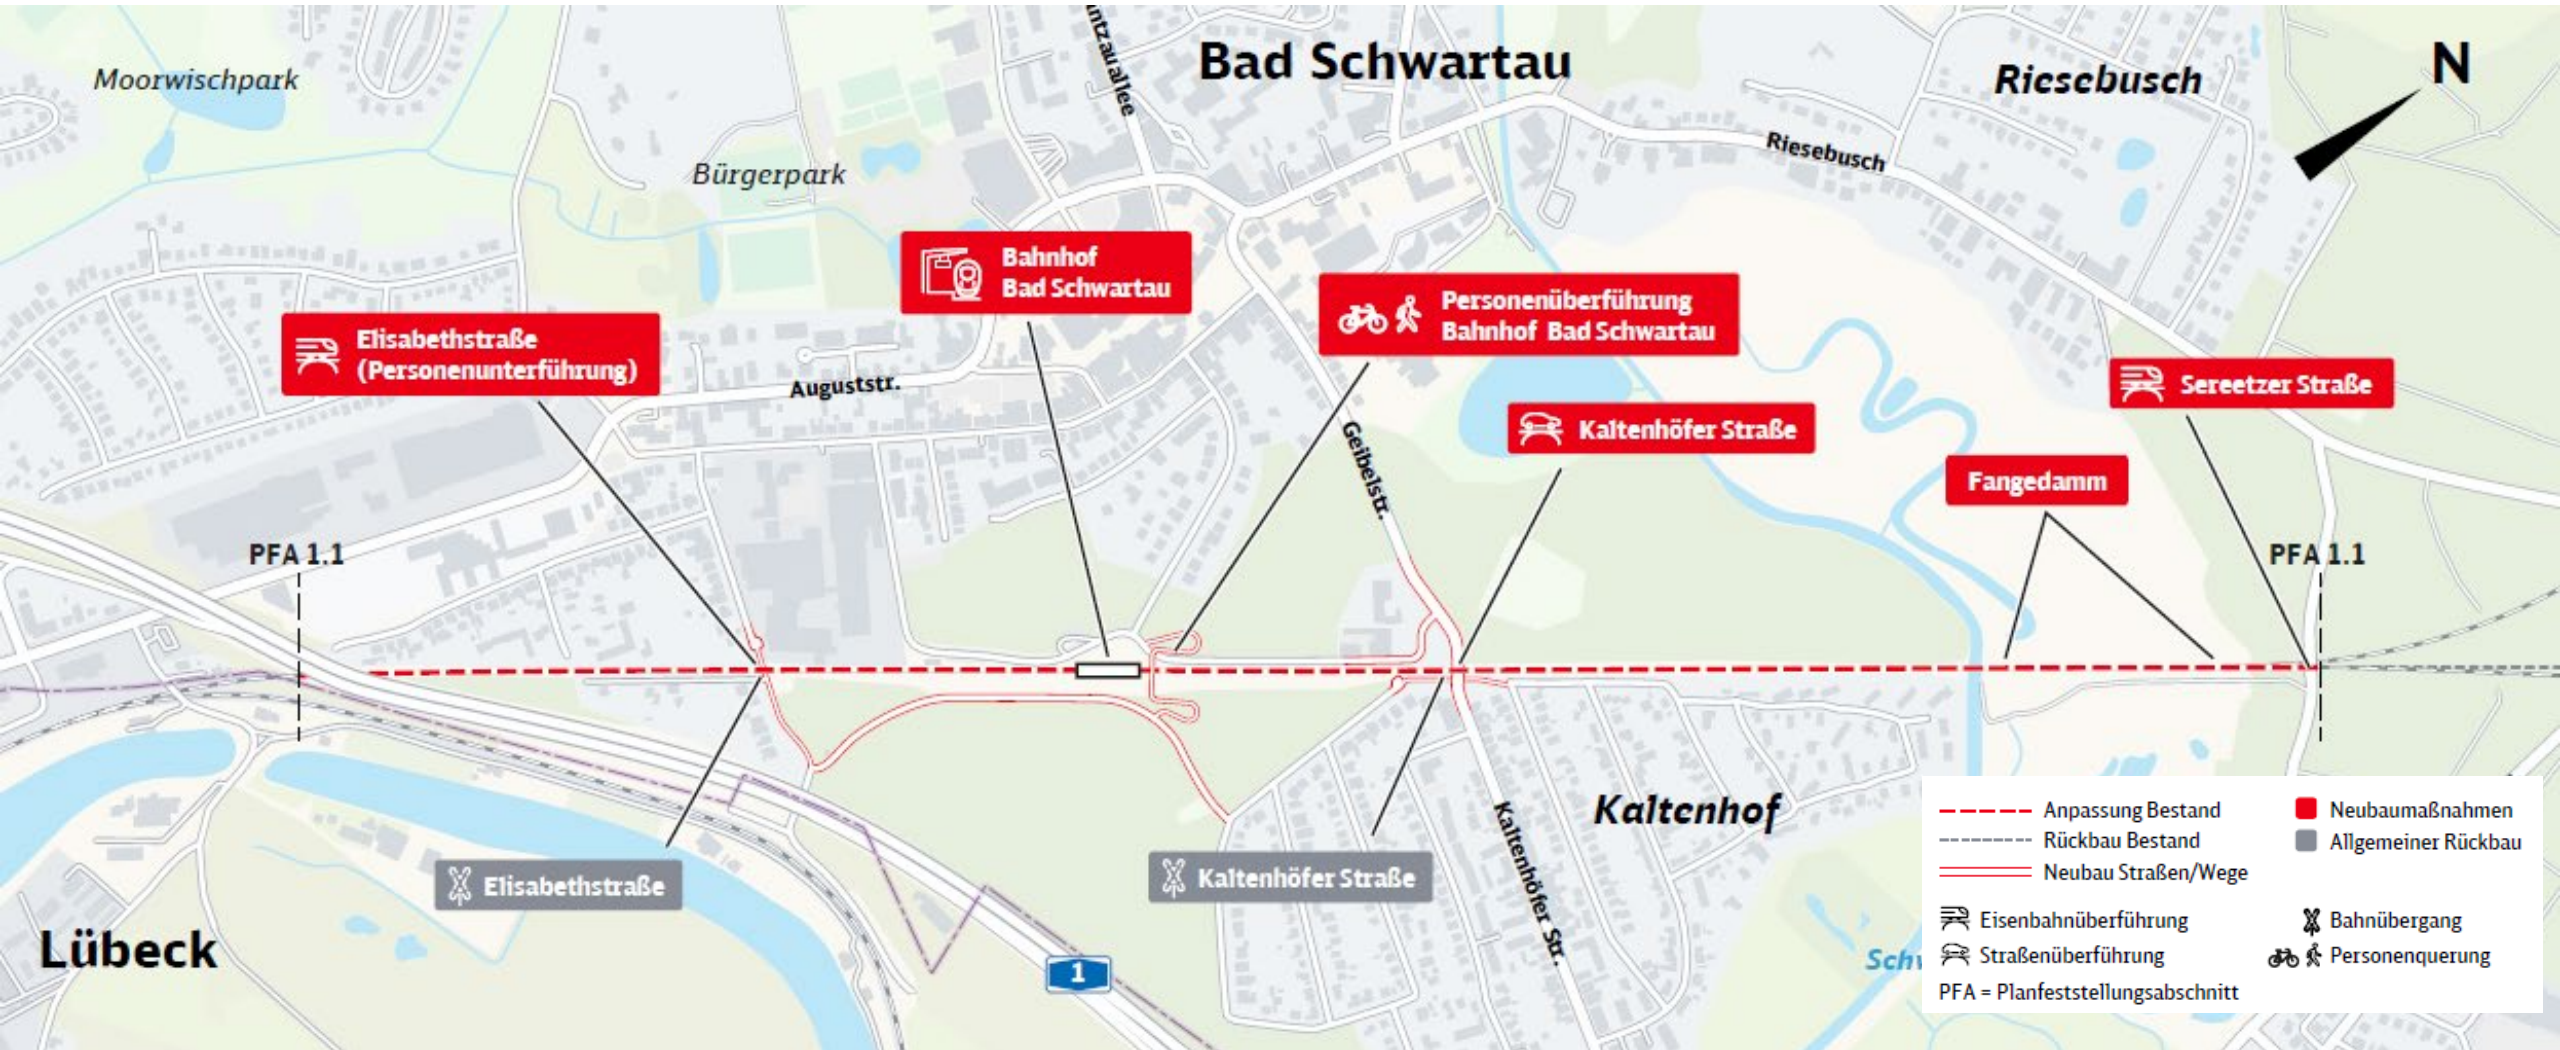 Moorwischpark
Bürgerpark
ntzauallee
Bad Schwartau
Riesebusch
N
Riesebusch
Bahnhof
Bad Schwartau
Personenüberführung
Bahnhof Bad Schwartau
Elisabethstraße
(Personenunterführung)
Auguststr.
Geibelstr.
Kaltenhöfer Straße
Sereetzer Straße
Fangedamm
PFA 1.1
PFA 1.1
Elisabethstraße
Kaltenhöfer Straße
Kaltenhöfer Str.
Kaltenhof
Lübeck
1
Schw
Anpassung Bestand
Rückbau Bestand
Neubau Straßen/Wege
Neubaumaßnahmen
Allgemeiner Rückbau
Eisenbahnüberführung
Straßenüberführung
Bahnübergang
Personenquerung
PFA = Planfeststellungsabschnitt